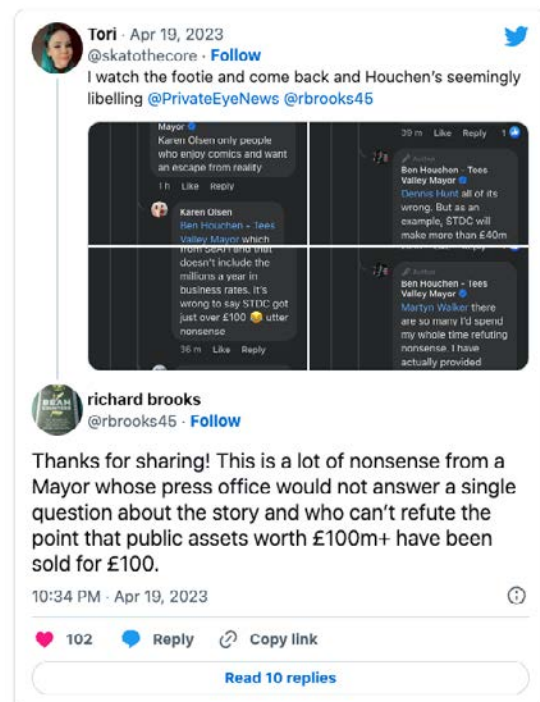 Tori · Apr 19, 2023
@skatothecore · Follow
I watch the footie and come back and Houchen's seemingly
libelling @PrivateEyeNews @rbrooks45
Mayor
Karen Olsen only people
who enjoy comics and want
an escape from reality
1h Like Reply
Karen Olsen
Ben Houchen - Tees
Valley Mayor which
39 m Like Reply 1
Author
Ben Houchen - Tees
Valley Mayor
Dennis Hunt all of its
wrong. But as an
example, STDC will
make more than £40m
doesn't include the
millions a year in
business rates. It's
wrong to say STDC got
just over £100 😂 utter
nonsense
36 m Like Reply
Author
Ben Houchen - Tees
Valley Mayor
Martyn Walker there
are so many I'd spend
my whole time refuting
nonsense. I have
actually provided
richard brooks
@rbrooks45 · Follow
Thanks for sharing! This is a lot of nonsense from a
Mayor whose press office would not answer a single
question about the story and who can't refute the
point that public assets worth £100m+ have been
sold for £100.
10:34 PM · Apr 19, 2023
102 Reply Copy link
Read 10 replies